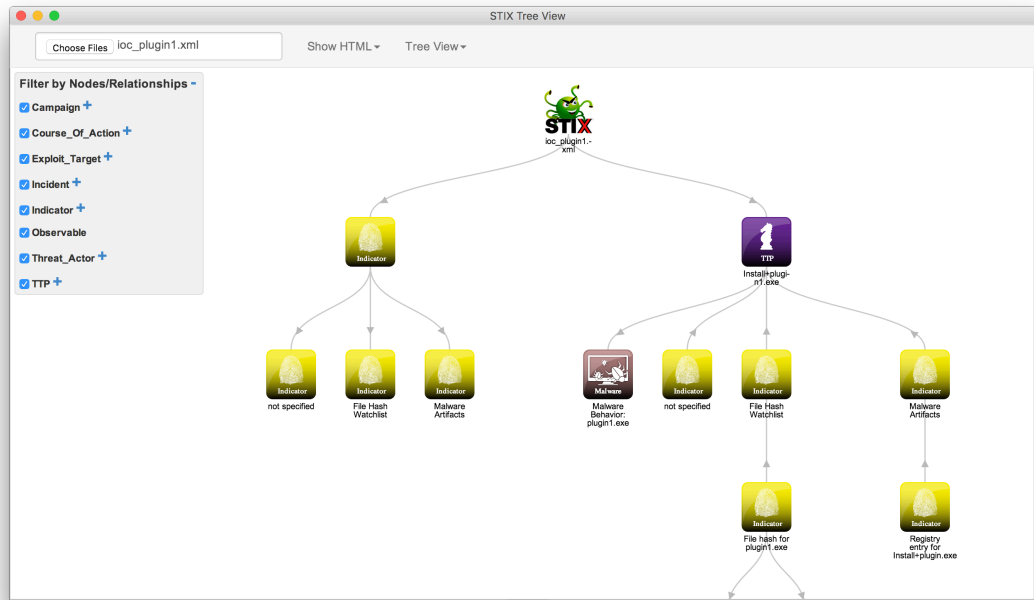 STIX Tree View
Choose Files ioc_plugin1.xml
Show HTML
Tree View
Filter by Nodes/Relationships -
Campaign +
Course_Of_Action +
Exploit_Target +
Incident +
Indicator +
Observable
Threat_Actor +
TTP +
STIX
ioc_plugin1.-
xml
Indicator
TTP
Install+plugi-
n1.exe
Indicator
not specified
Indicator
File Hash
Watchlist
Indicator
Malware
Artifacts
Malware
Malware
Behavior:
plugin1.exe
Indicator
not specified
Indicator
File Hash
Watchlist
Indicator
Malware
Artifacts
Indicator
File hash for
plugin1.exe
Indicator
Registry
entry for
Install+plugin.exe